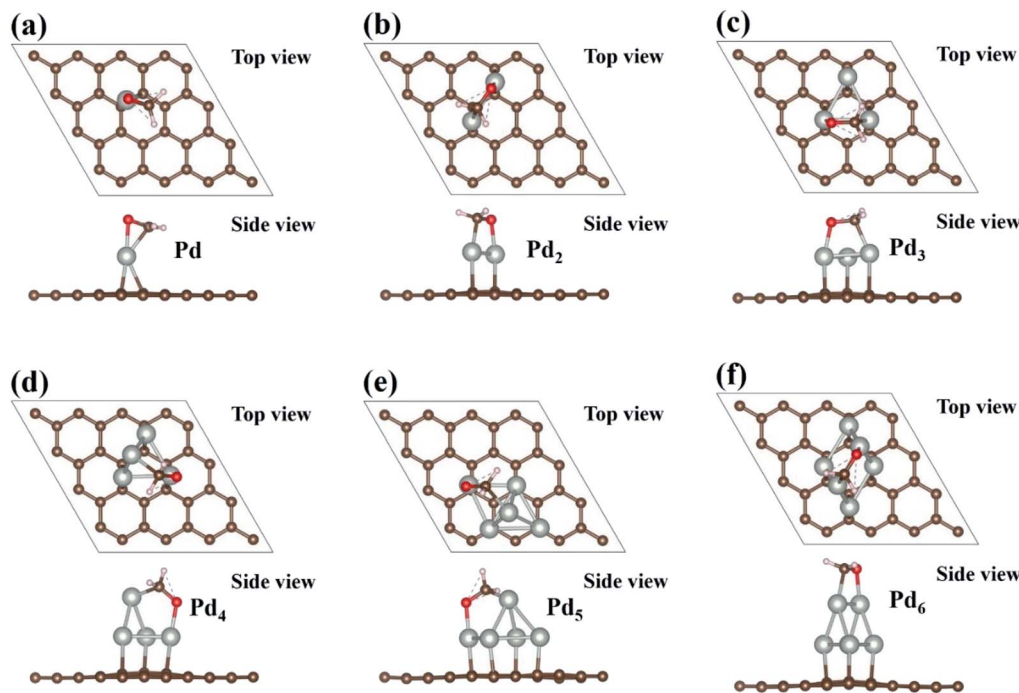 (a)
Top view
Side view
Pd
(b)
Top view
Side view
Pd₂
(c)
Top view
Side view
Pd₃
(d)
Top view
Side view
Pd₄
(e)
Top view
Side view
Pd₅
(f)
Top view
Side view
Pd₆